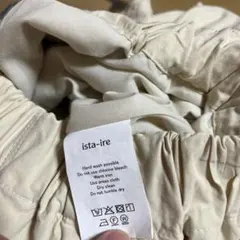 ista-ire
Hand wash possible
Do not use chlorine bleach
Warm iron
Use press cloth
Dry clean
Do not tumble dry